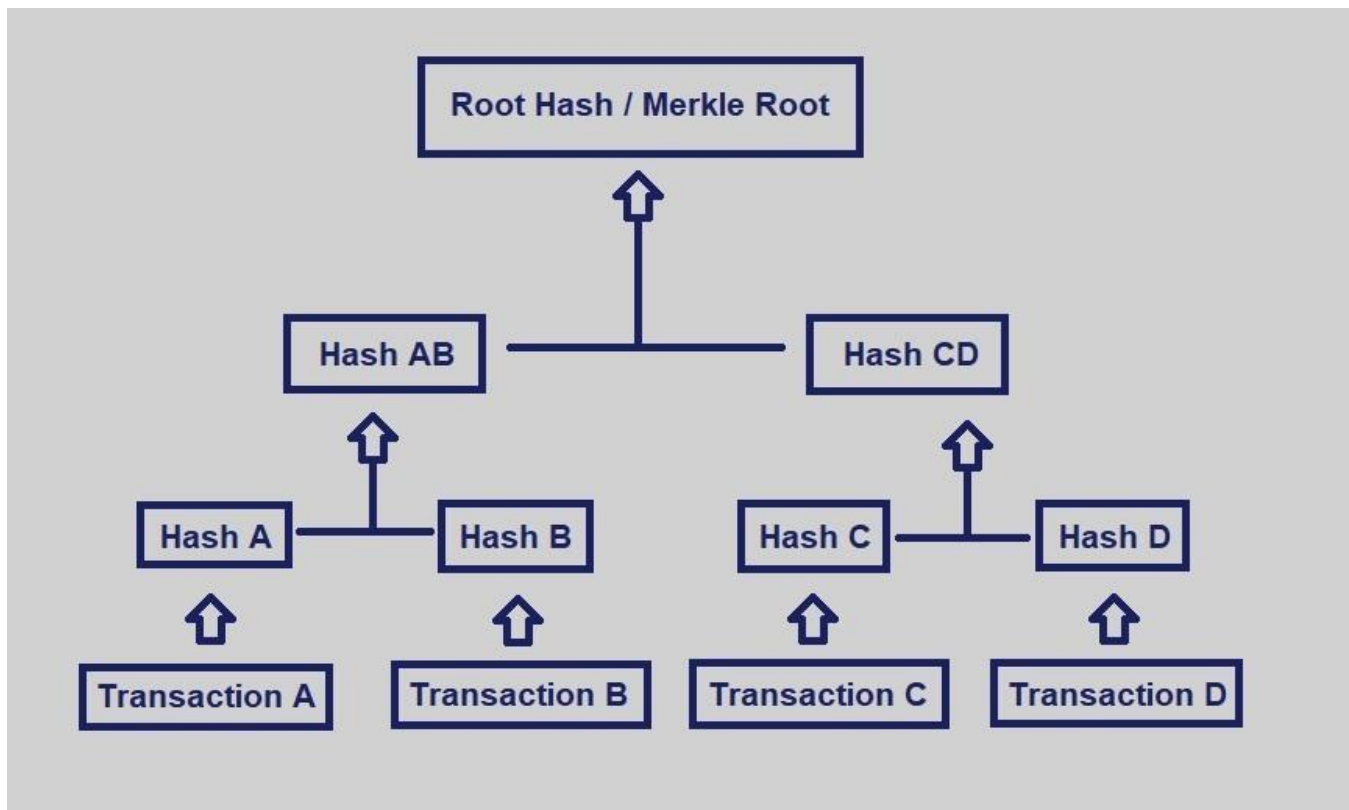 Root Hash / Merkle Root
Hash AB
Hash CD
Hash A
Hash B
Hash C
Hash D
Transaction A
Transaction B
Transaction C
Transaction D